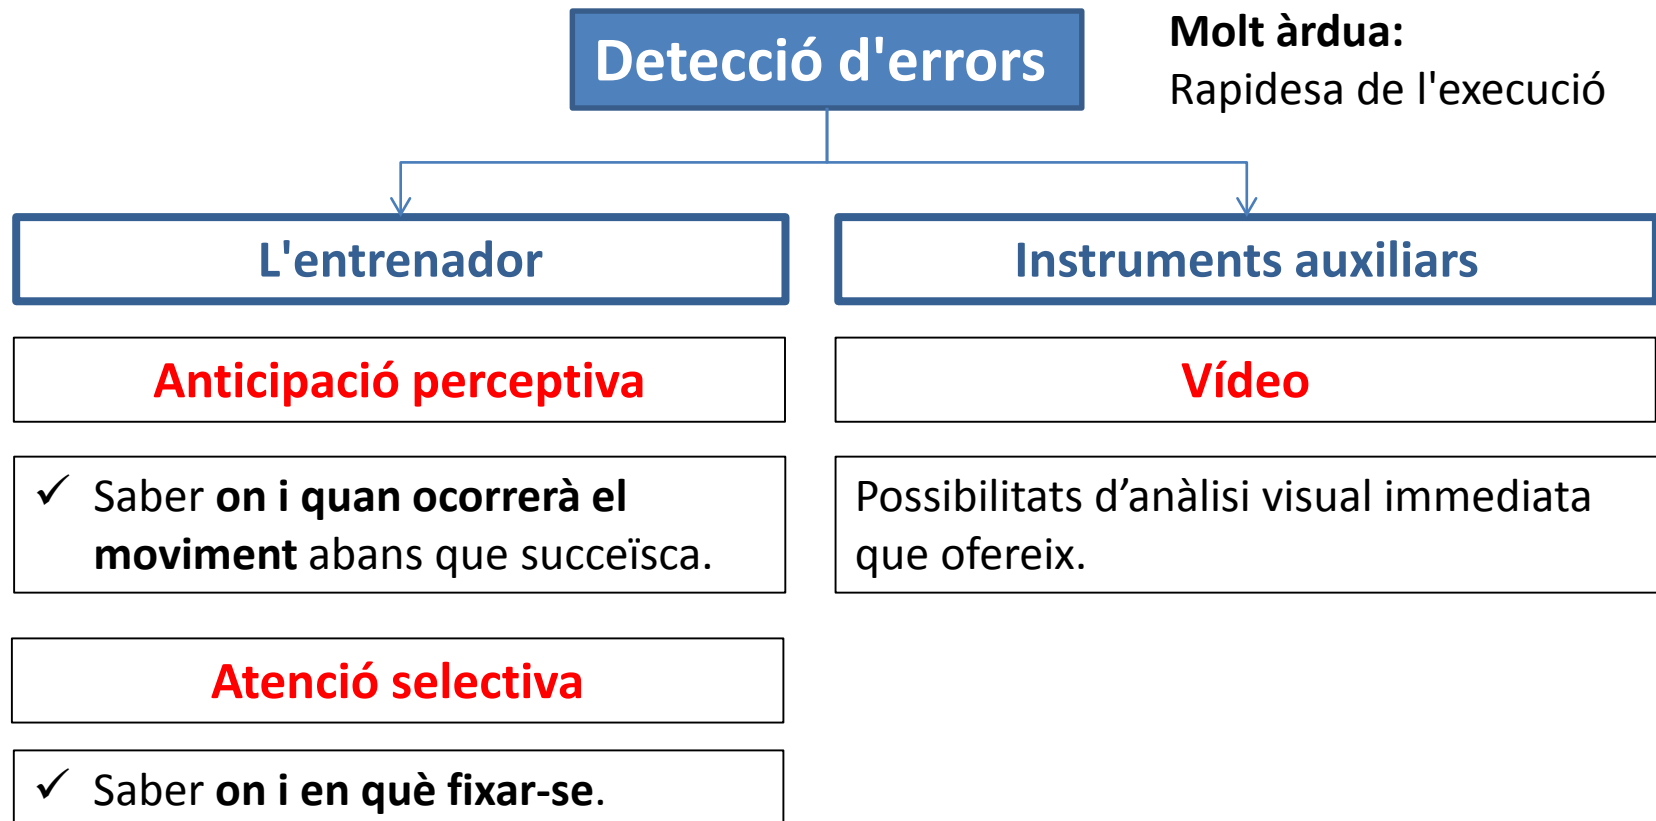 Detecció d'errors
Molt àrdua:
Rapidesa de l'execució
L'entrenador
Instruments auxiliars
Anticipació perceptiva
Vídeo
✓ Saber on i quan ocorrerà el
moviment abans que succeïsca.
Possibilitats d’anàlisi visual immediata
que ofereix.
Atenció selectiva
✓ Saber on i en què fixar-se.